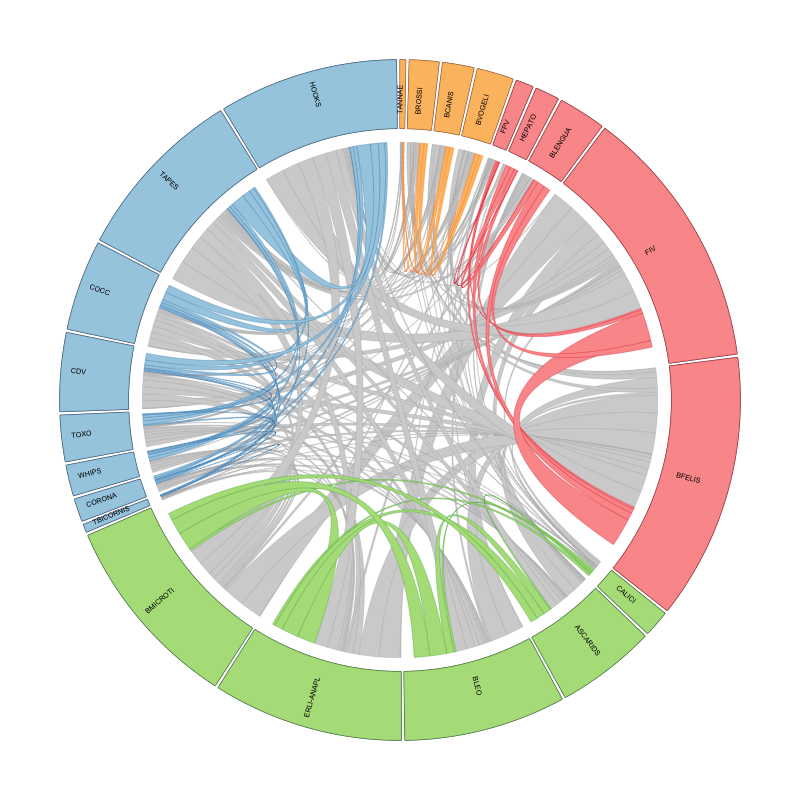 HOOKS
TANNAE
BROSSI
BCANIS
BVOGELI
FPV
HEPATO
BLENGUA
FIV
BFELIS
CALICI
ASCARIDS
BLEO
ERLI-ANAPL
BMICROTI
TBICORNIS
CORONA
WHIPS
TOXO
CDV
COCC
TAPES